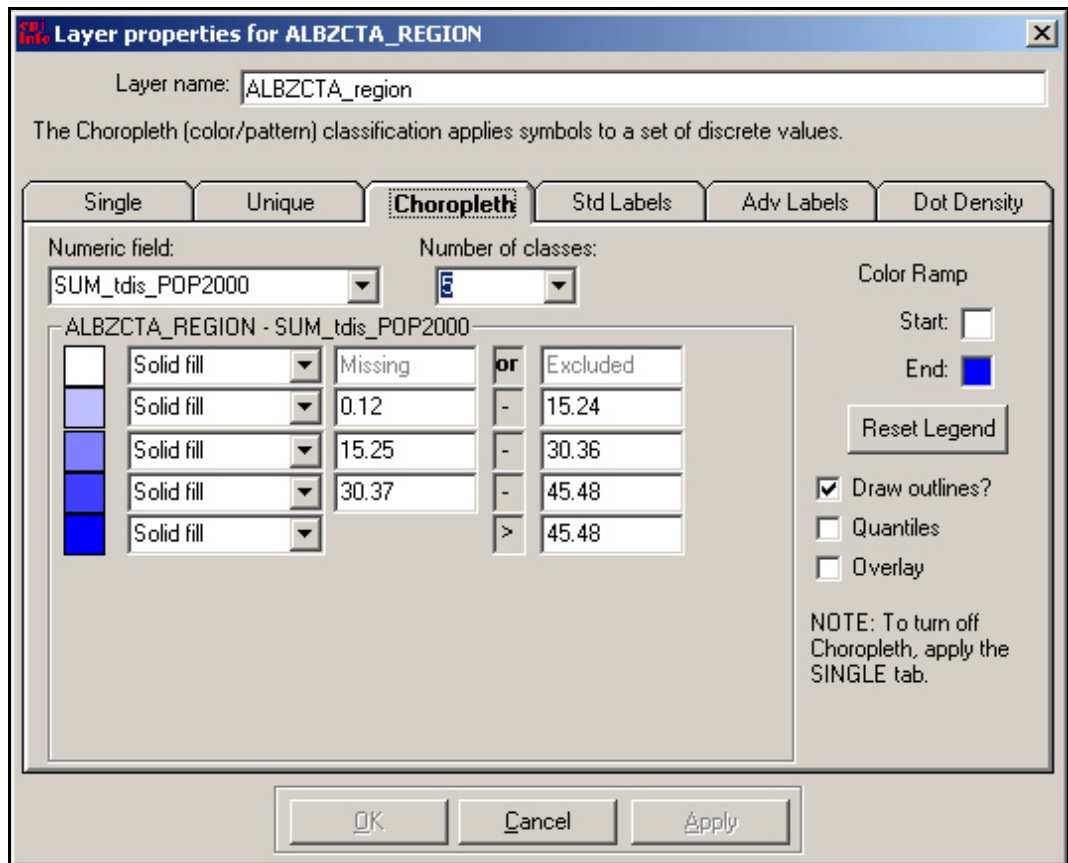 epi info Layer properties for ALBZCTA_REGION
Layer name: ALBZCTA_region
The Choropleth (color/pattern) classification applies symbols to a set of discrete values.
Single Unique Choropleth Std Labels Adv Labels Dot Density
Numeric field: Number of classes:
SUM_tdis_POP2000 5
Color Ramp
Start:
End:
Reset Legend
ALBZCTA_REGION - SUM_tdis_POP2000
Solid fill Missing or Excluded
Solid fill 0.12 - 15.24
Solid fill 15.25 - 30.36
Solid fill 30.37 - 45.48
Solid fill > 45.48
Draw outlines?
Quantiles
Overlay
NOTE: To turn off
Choropleth, apply the
SINGLE tab.
OK Cancel Apply